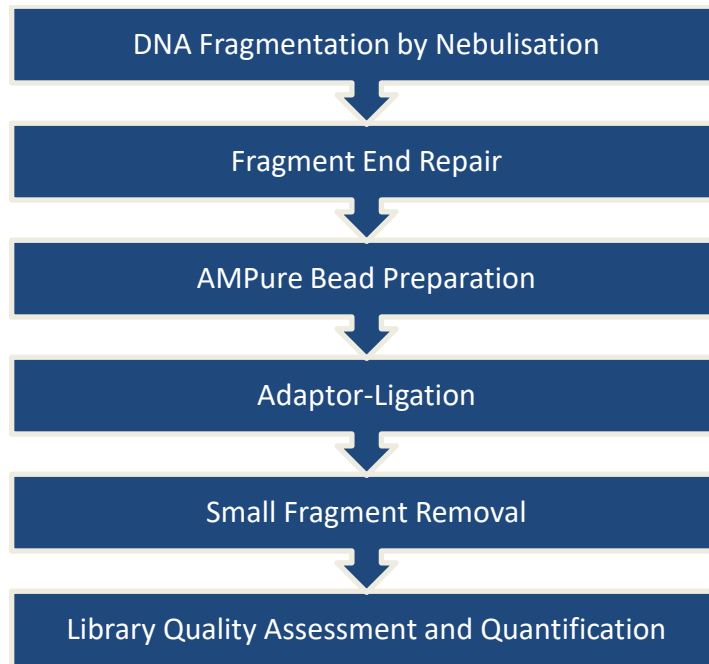 DNA Fragmentation by Nebulisation
Fragment End Repair
AMPure Bead Preparation
Adaptor-Ligation
Small Fragment Removal
Library Quality Assessment and Quantification